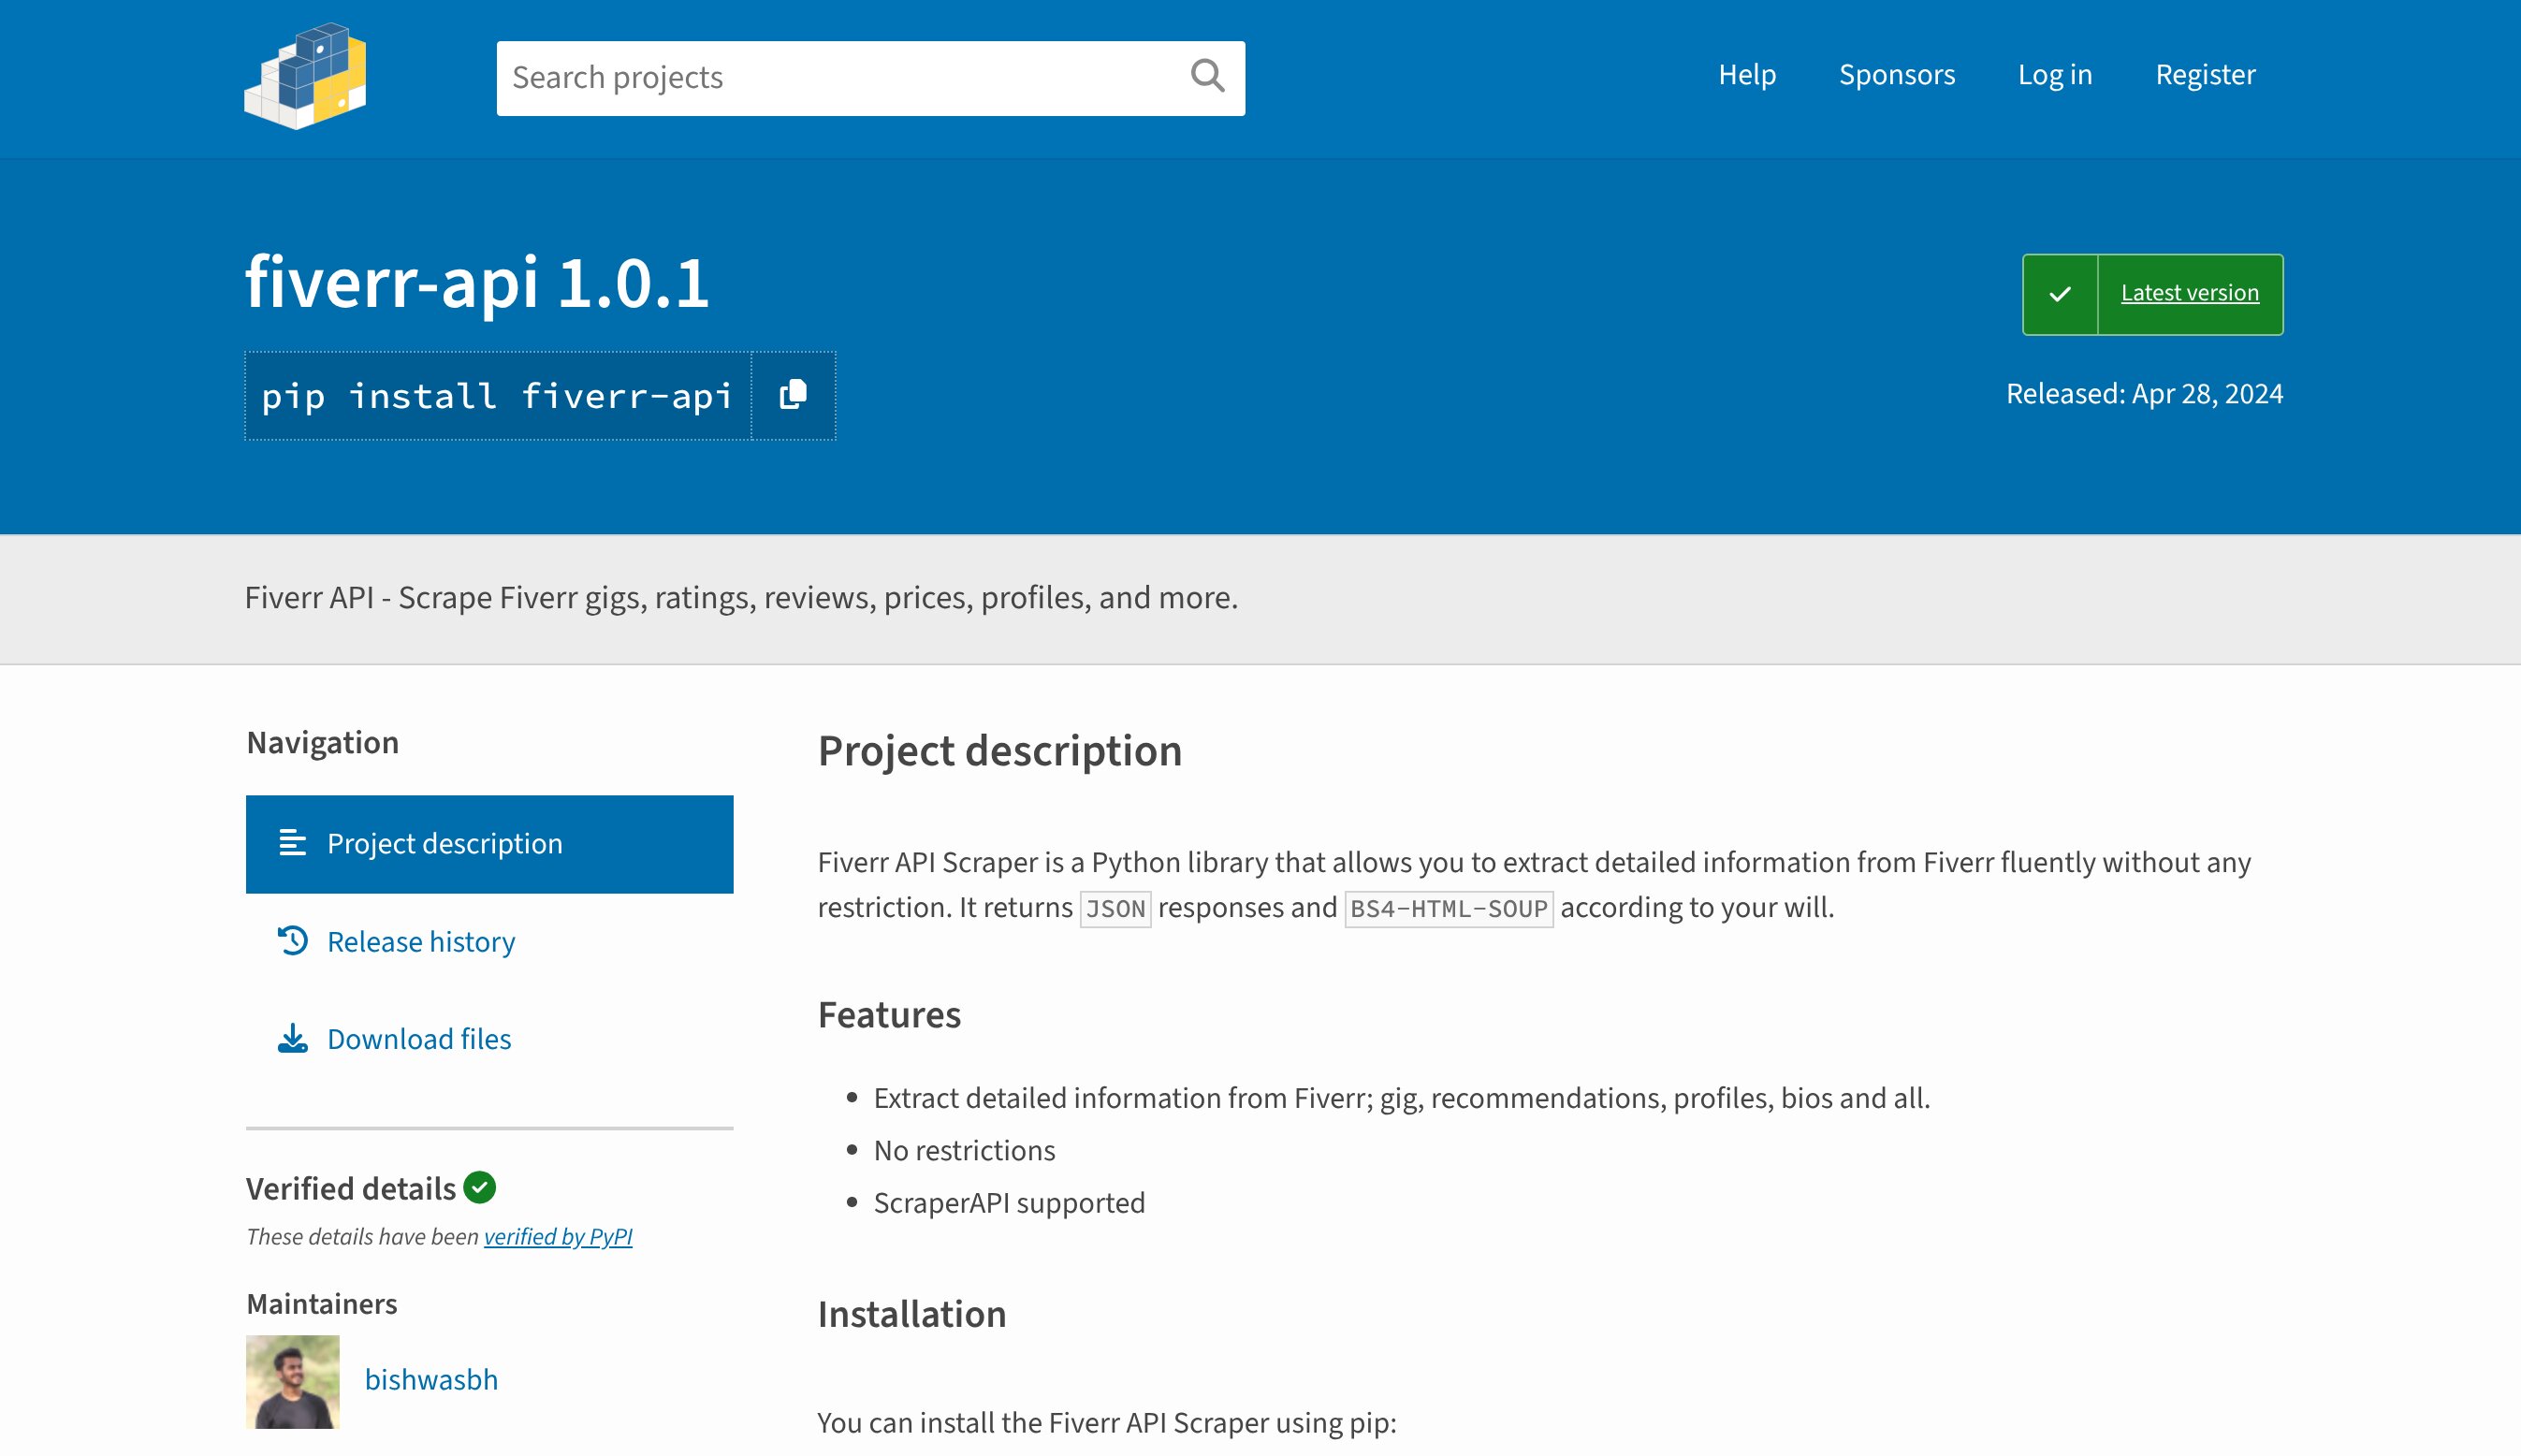 Search projects
Help
Sponsors
Log in
Register
fiverr-api 1.0.1
pip install fiverr-api
Latest version
Released: Apr 28, 2024
Fiverr API - Scrape Fiverr gigs, ratings, reviews, prices, profiles, and more.
Navigation
Project description
Release history
Download files
Verified details
These details have been verified by PyPI
Maintainers
bishwasbh
Project description
Fiverr API Scraper is a Python library that allows you to extract detailed information from Fiverr fluently without any
restriction. It returns JSON responses and BS4-HTML-SOUP according to your will.
Features
• Extract detailed information from Fiverr; gig, recommendations, profiles, bios and all.
• No restrictions
• ScraperAPI supported
Installation
You can install the Fiverr API Scraper using pip: